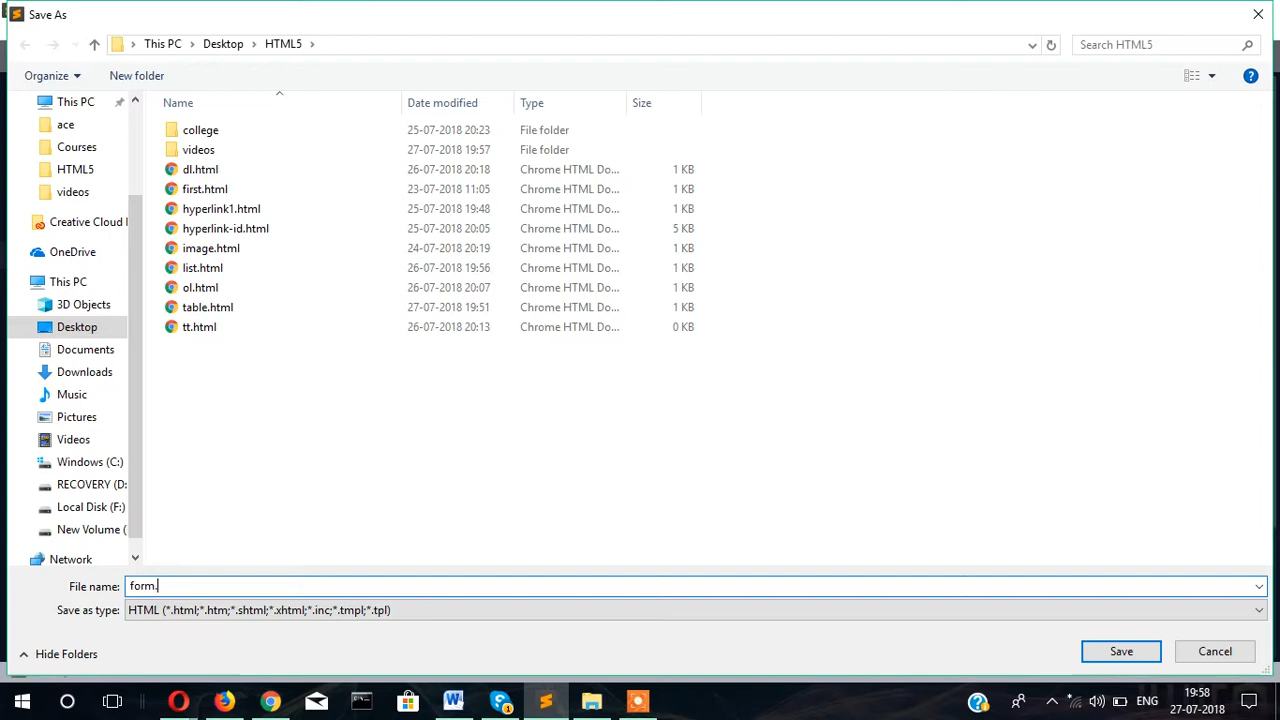 Save As
This PC Desktop HTML5
Search HTML5
Organize New folder
Name Date modified Type Size
This PC
ace
Courses
HTML5
videos
Creative Cloud
OneDrive
This PC
3D Objects
Desktop
Documents
Downloads
Music
Pictures
Videos
Windows (C:)
RECOVERY (D:
Local Disk (F:)
New Volume (
Network
college 25-07-2018 20:23 File folder
videos 27-07-2018 19:57 File folder
dl.html 26-07-2018 20:18 Chrome HTML Do... 1 KB
first.html 23-07-2018 11:05 Chrome HTML Do... 1 KB
hyperlink1.html 25-07-2018 19:48 Chrome HTML Do... 1 KB
hyperlink-id.html 25-07-2018 20:05 Chrome HTML Do... 5 KB
image.html 24-07-2018 20:19 Chrome HTML Do... 1 KB
list.html 26-07-2018 19:56 Chrome HTML Do... 1 KB
ol.html 26-07-2018 20:07 Chrome HTML Do... 1 KB
table.html 27-07-2018 19:51 Chrome HTML Do... 1 KB
tt.html 26-07-2018 20:13 Chrome HTML Do... 0 KB
File name: form.
Save as type: HTML (*.html;*.htm;*.shtml;*.xhtml;*.inc;*.tmpl;*.tpl)
Hide Folders
Save Cancel
ENG
19:58
27-07-2018